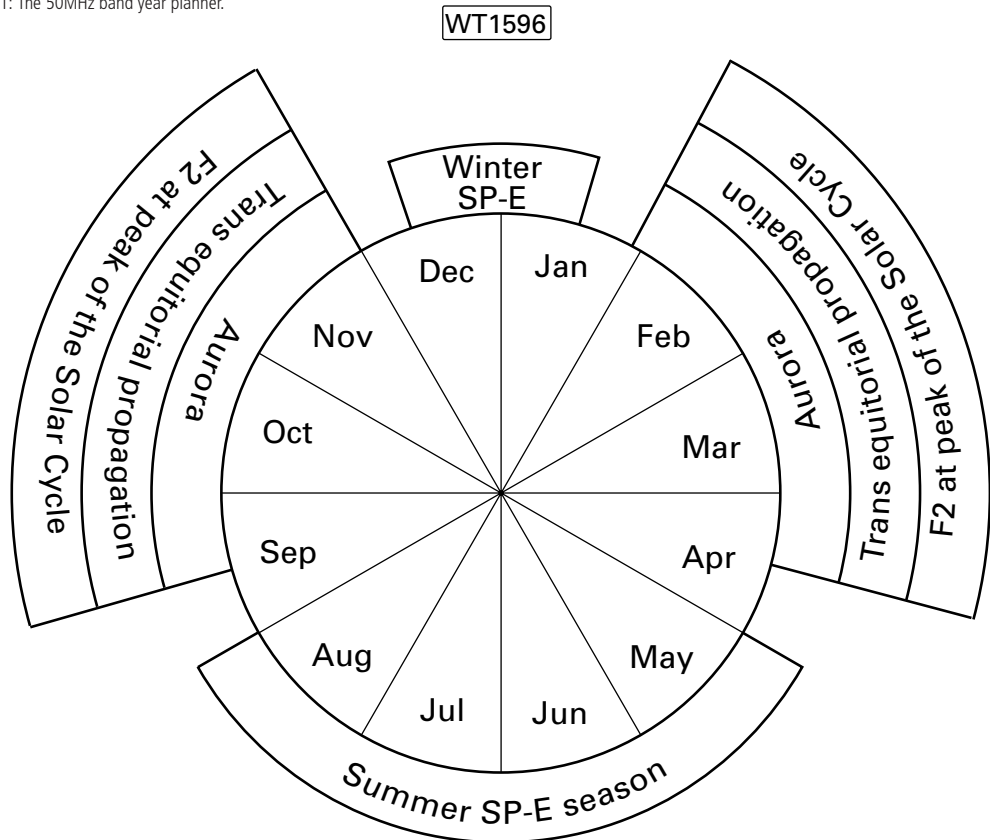 1: The 50MHz band year planner.
WT1596
Winter
SP-E
Dec
Jan
Nov
Feb
Oct
Mar
Sep
Apr
Aug
May
Jul
Jun
F2 at peak of the Solar Cycle
Trans equitorial propagation
Aurora
F2 at peak of the Solar Cycle
Trans equitorial propagation
Aurora
Summer SP-E season